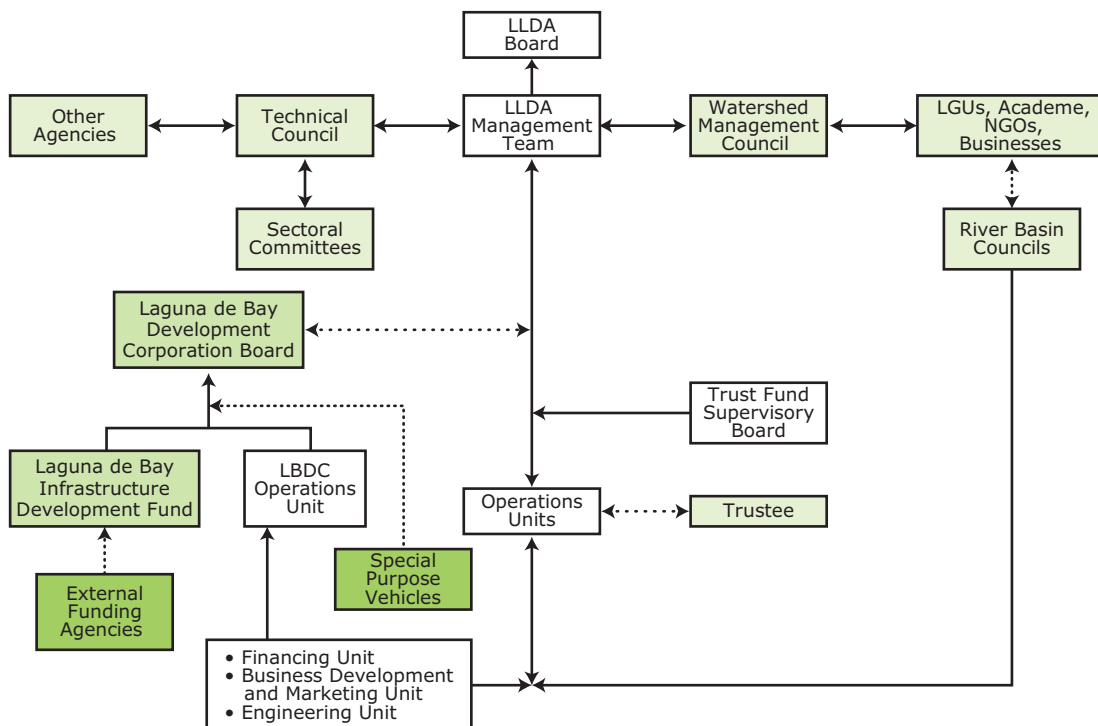 LLDA
Board
Other
Agencies
Technical
Council
LLDA
Management
Team
Watershed
Management
Council
LGUs, Academe,
NGOs,
Businesses
Sectoral
Committees
River Basin
Councils
Laguna de Bay
Development
Corporation Board
Trust Fund
Supervisory
Board
Laguna de Bay
Infrastructure
Development Fund
LBDC
Operations
Unit
Operations
Units
Trustee
External
Funding
Agencies
Special
Purpose
Vehicles
• Financing Unit
• Business Development
and Marketing Unit
• Engineering Unit